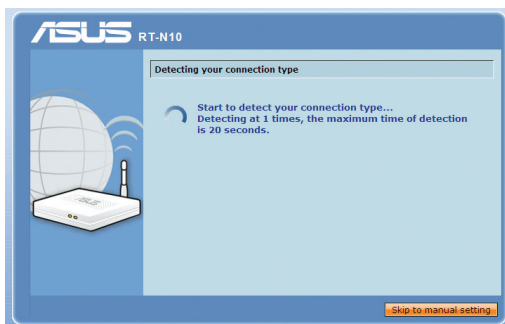 ASUS RT-N10
Detecting your connection type
Start to detect your connection type...
Detecting at 1 times, the maximum time of detection
is 20 seconds.
ASUS
Skip to manual setting